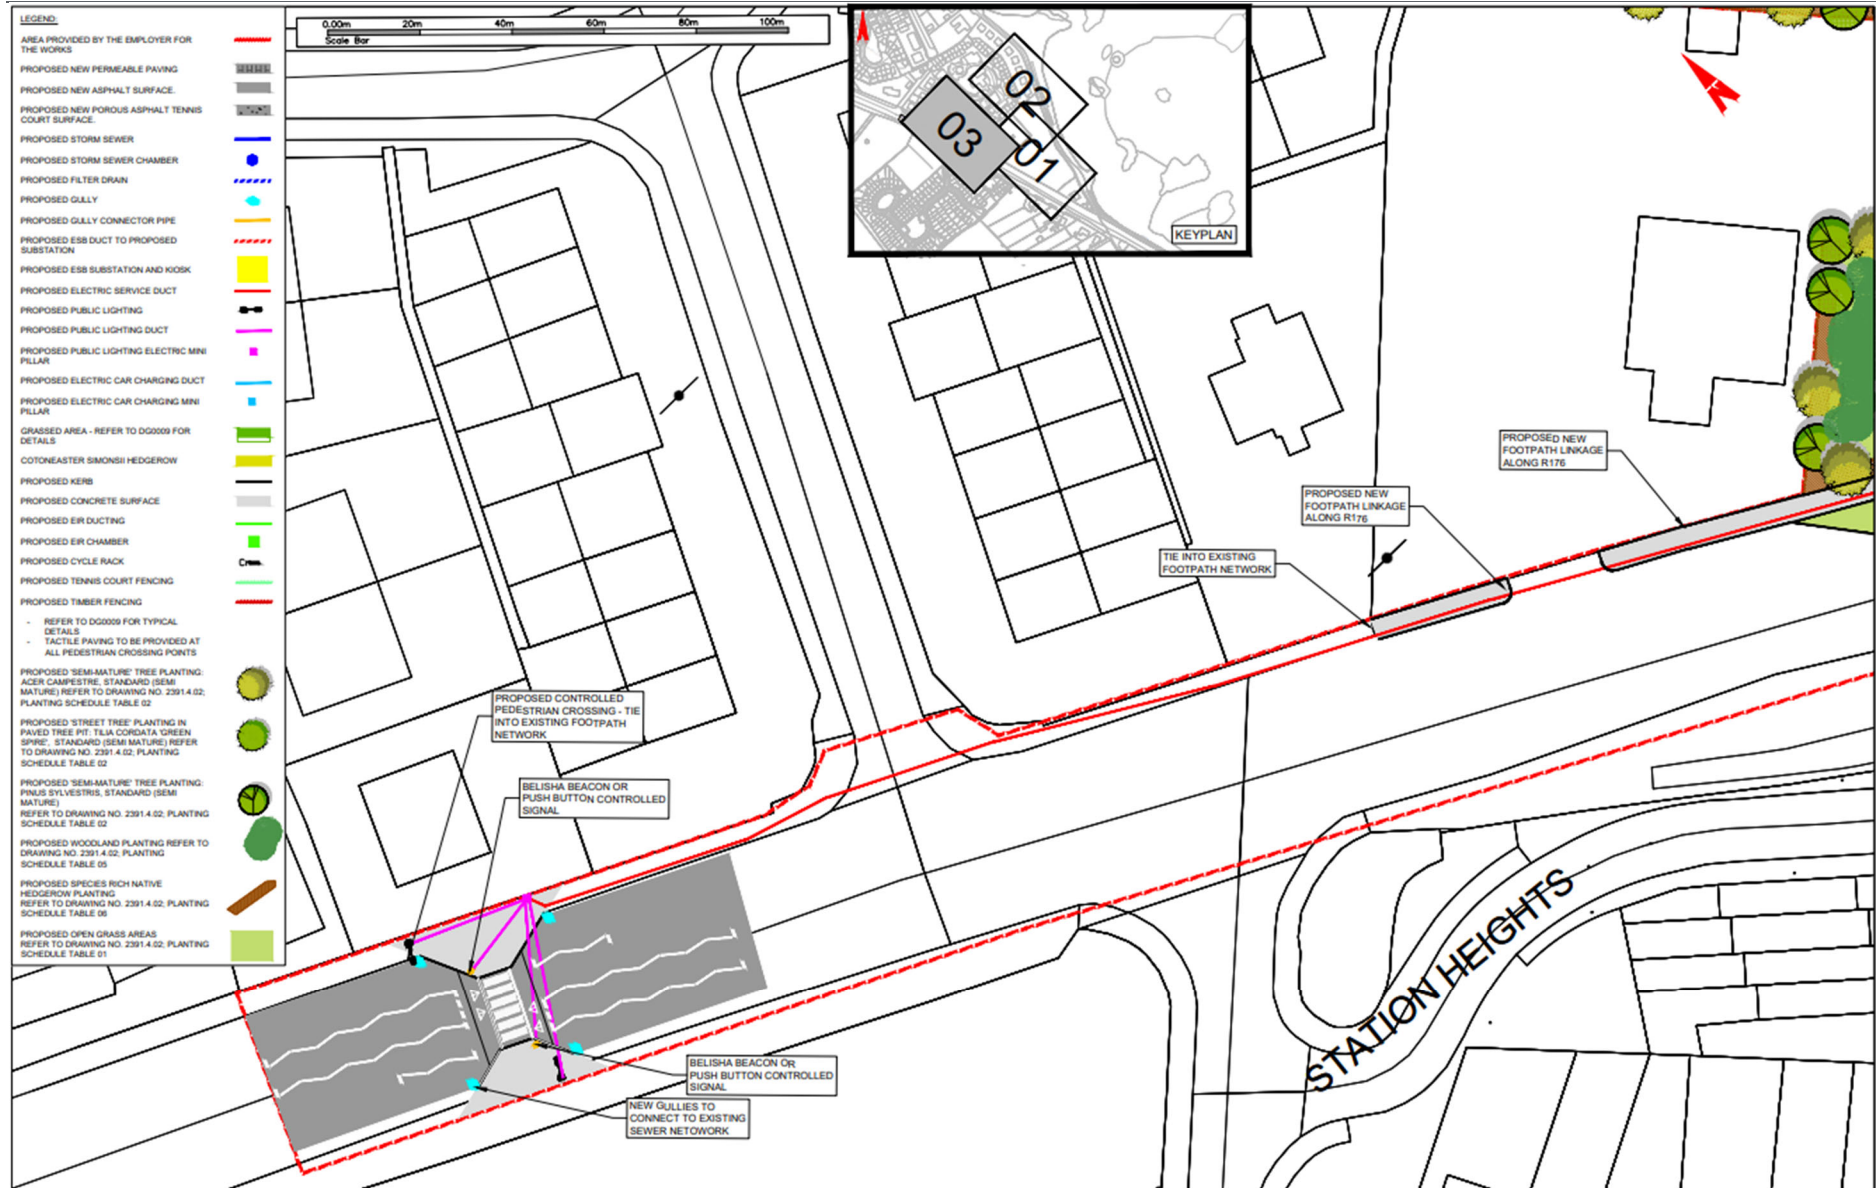 LEGEND:
AREA PROVIDED BY THE EMPLOYER FOR
THE WORKS
PROPOSED NEW PERMEABLE PAVING
PROPOSED NEW ASPHALT SURFACE.
PROPOSED NEW POROUS ASPHALT TENNIS
COURT SURFACE.
PROPOSED STORM SEWER
PROPOSED STORM SEWER CHAMBER
PROPOSED FILTER DRAIN
PROPOSED GULLY
PROPOSED GULLY CONNECTOR PIPE
PROPOSED ESB DUCT TO PROPOSED
SUBSTATION
PROPOSED ESB SUBSTATION AND KIOSK
PROPOSED ELECTRIC SERVICE DUCT
PROPOSED PUBLIC LIGHTING
PROPOSED PUBLIC LIGHTING DUCT
PROPOSED PUBLIC LIGHTING ELECTRIC MINI
PILLAR
PROPOSED ELECTRIC CAR CHARGING DUCT
PROPOSED ELECTRIC CAR CHARGING MINI
PILLAR
GRASSED AREA - REFER TO DG0009 FOR
DETAILS
COTONEASTER SIMONSII HEDGEROW
PROPOSED KERB
PROPOSED CONCRETE SURFACE
PROPOSED EIR DUCTING
PROPOSED EIR CHAMBER
PROPOSED CYCLE RACK
PROPOSED TENNIS COURT FENCING
PROPOSED TIMBER FENCING
- REFER TO DG0009 FOR TYPICAL
DETAILS
- TACTILE PAVING TO BE PROVIDED AT
ALL PEDESTRIAN CROSSING POINTS
PROPOSED 'SEMI-MATURE' TREE PLANTING:
ACER CAMPESTRE, STANDARD (SEMI
MATURE) REFER TO DRAWING NO. 2391.4.02;
PLANTING SCHEDULE TABLE 02
PROPOSED 'STREET TREE' PLANTING IN
PAVED TREE PIT: TILIA CORDATA 'GREEN
SPIRE', STANDARD (SEMI MATURE) REFER
TO DRAWING NO. 2391.4.02; PLANTING
SCHEDULE TABLE 02
PROPOSED 'SEMI-MATURE' TREE PLANTING:
PINUS SYLVESTRIS, STANDARD (SEMI
MATURE)
REFER TO DRAWING NO. 2391.4.02; PLANTING
SCHEDULE TABLE 02
PROPOSED WOODLAND PLANTING REFER TO
DRAWING NO. 2391.4.02; PLANTING
SCHEDULE TABLE 05
PROPOSED SPECIES RICH NATIVE
HEDGEROW PLANTING
REFER TO DRAWING NO. 2391.4.02; PLANTING
SCHEDULE TABLE 06
PROPOSED OPEN GRASS AREAS
REFER TO DRAWING NO. 2391.4.02; PLANTING
SCHEDULE TABLE 01
0.00m 20m 40m 60m 80m 100m
Scale Bar
02
03
01
KEYPLAN
PROPOSED NEW
FOOTPATH LINKAGE
ALONG R176
PROPOSED NEW
FOOTPATH LINKAGE
ALONG R176
TIE INTO EXISTING
FOOTPATH NETWORK
PROPOSED CONTROLLED
PEDESTRIAN CROSSING - TIE
INTO EXISTING FOOTPATH
NETWORK
BELISHA BEACON OR
PUSH BUTTON CONTROLLED
SIGNAL
BELISHA BEACON OR
PUSH BUTTON CONTROLLED
SIGNAL
NEW GULLIES TO
CONNECT TO EXISTING
SEWER NETOWORK
STATION HEIGHTS